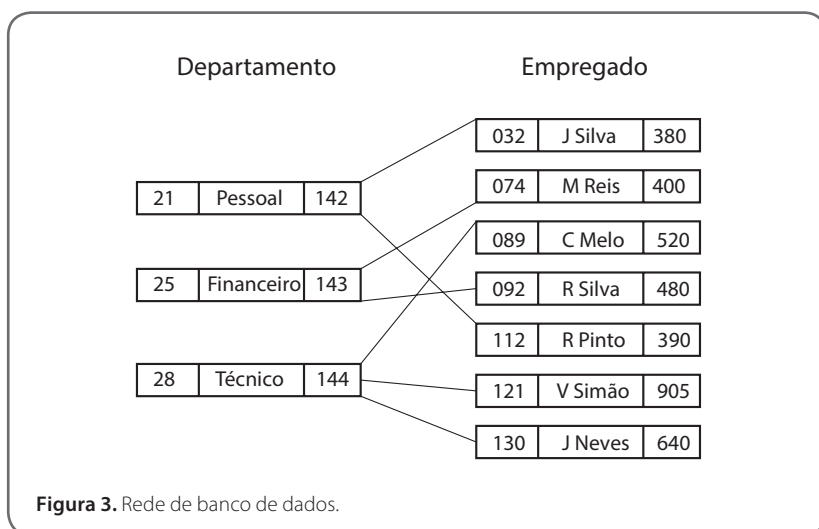 Departamento Empregado
032 J Silva 380
074 M Reis 400
21 Pessoal 142
089 C Melo 520
25 Financeiro 143
092 R Silva 480
112 R Pinto 390
28 Técnico 144
121 V Simão 905
130 J Neves 640
Figura 3. Rede de banco de dados.